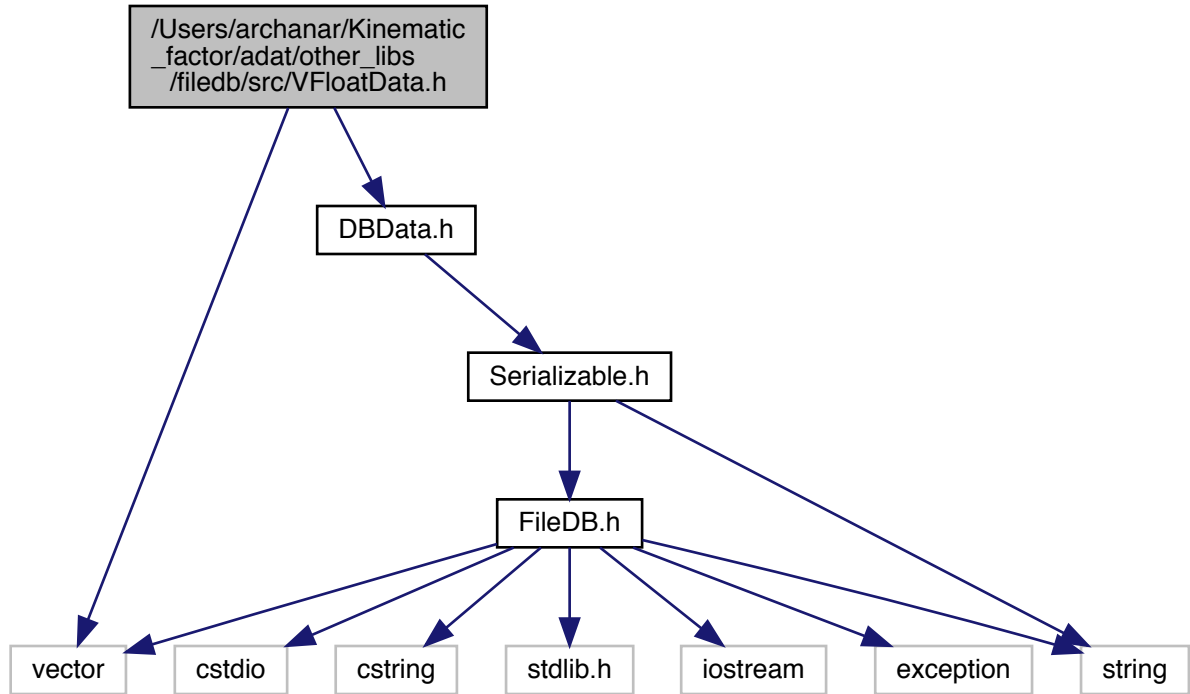 /Users/archanar/Kinematic
_factor/adat/other_libs
/filedb/src/VFloatData.h
DBData.h
Serializable.h
FileDB.h
vector
cstdio
cstring
stdlib.h
iostream
exception
string